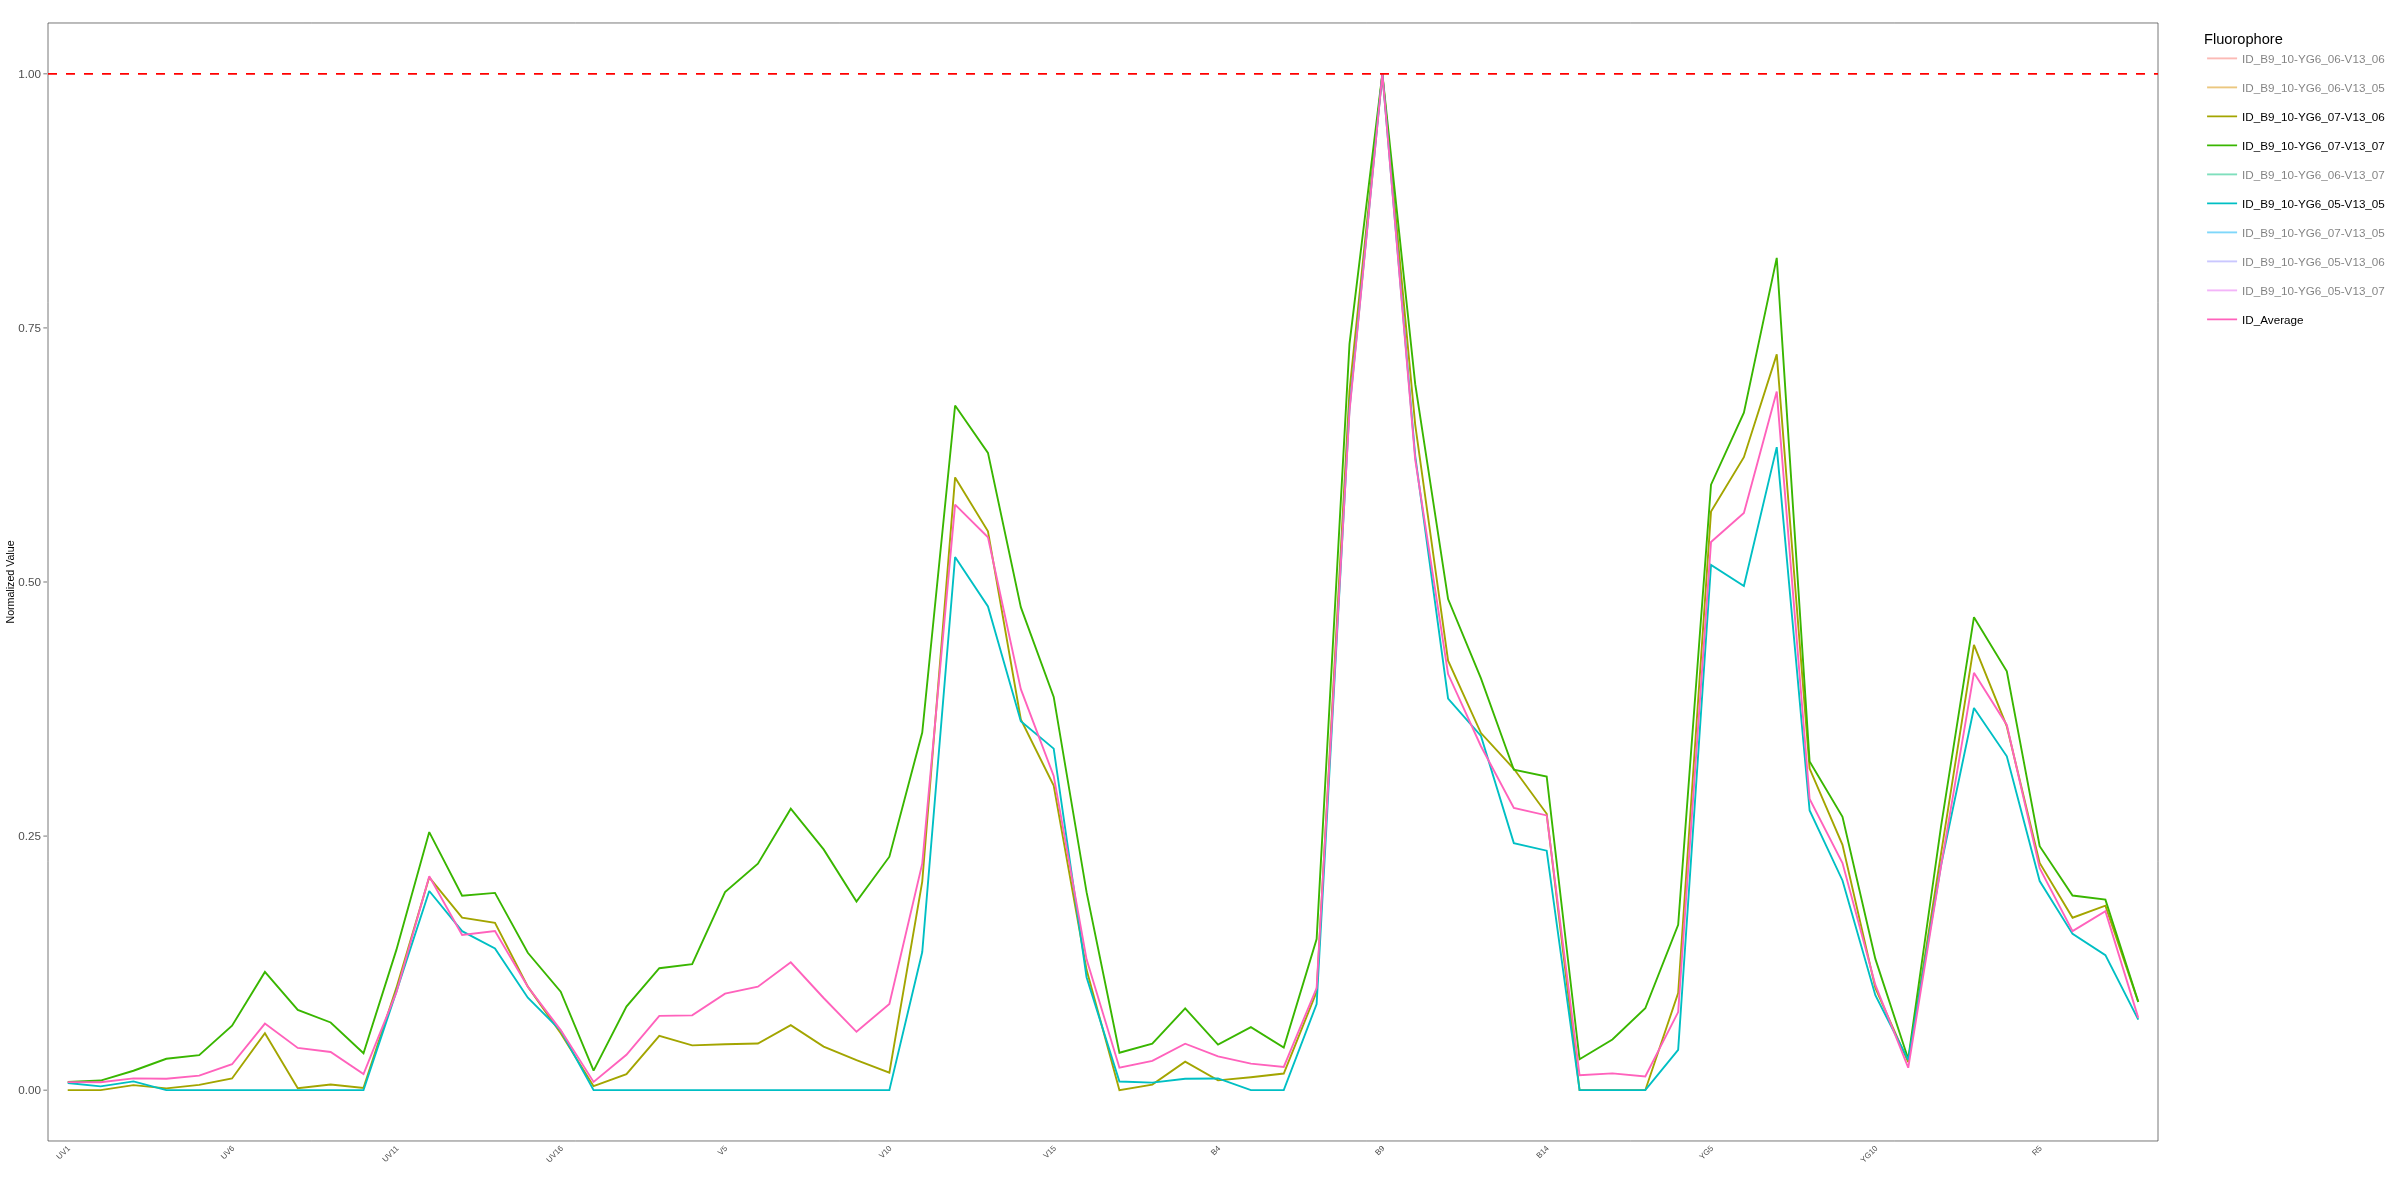 Fluorophore
ID_B9_10-YG6_06-V13_06
ID_B9_10-YG6_06-V13_05
ID_B9_10-YG6_07-V13_06
ID_B9_10-YG6_07-V13_07
ID_B9_10-YG6_06-V13_07
ID_B9_10-YG6_05-V13_05
ID_B9_10-YG6_07-V13_05
ID_B9_10-YG6_05-V13_06
ID_B9_10-YG6_05-V13_07
ID_Average
Normalized Value
1.00
0.75
0.50
0.25
0.00
UV1 UV6 UV11 UV16 V5 V10 V15 B4 B9 B14 YG5 YG10 R5